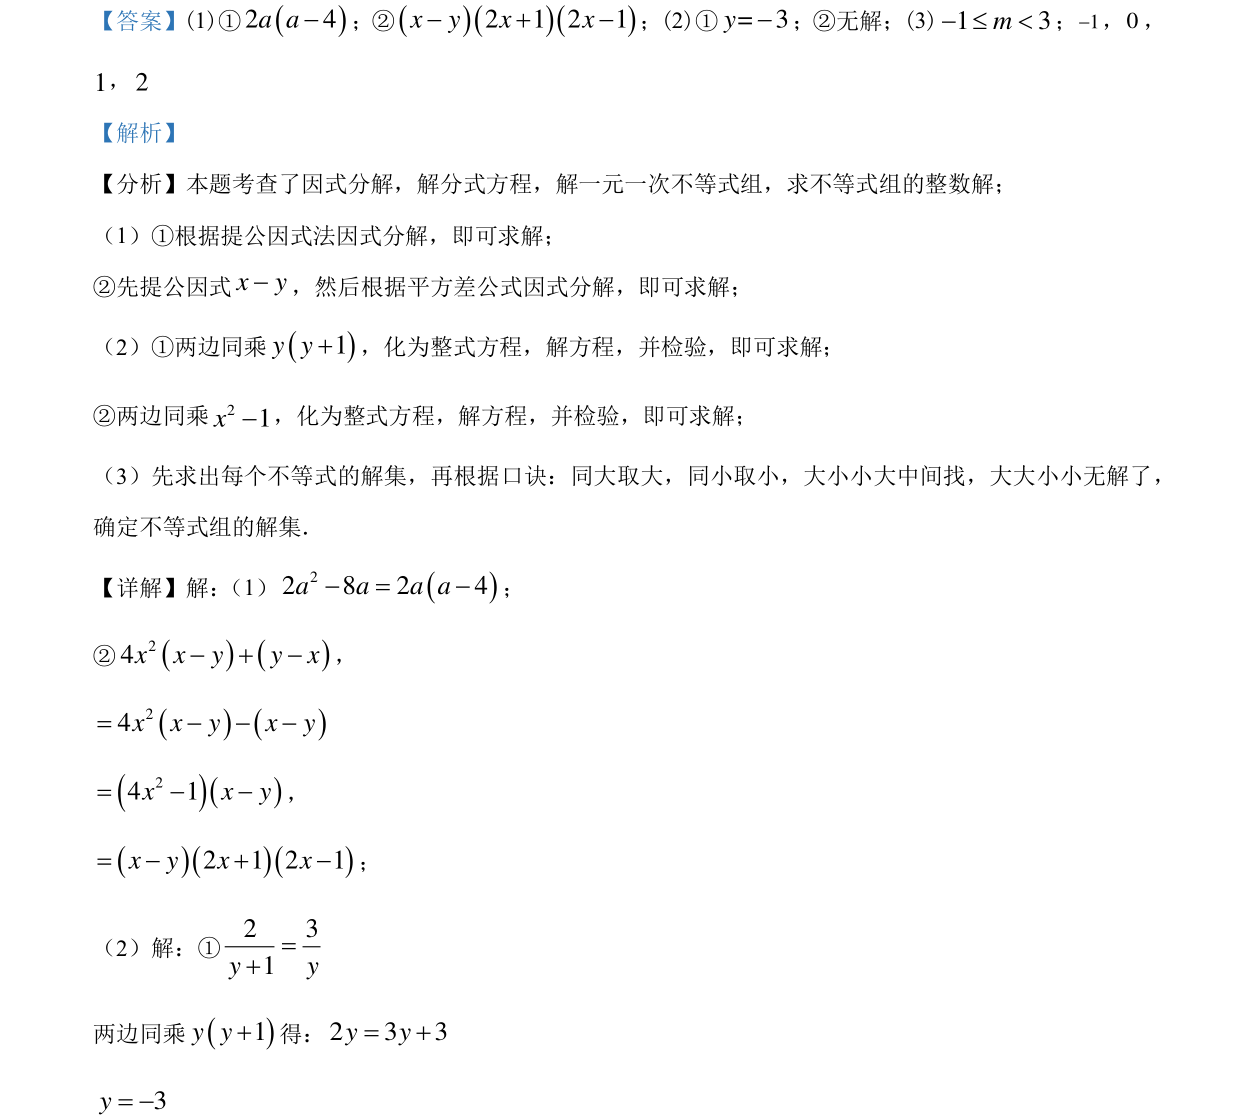 【答案】(1)①2a(a−4)；②(x−y)(2x+1)(2x−1)；(2)①y=−3；②无解；(3)−1≤m<3；−1，0，
1，2
【解析】
【分析】本题考查了因式分解，解分式方程，解一元一次不等式组，求不等式组的整数解；
（1）①根据提公因式法因式分解，即可求解；
②先提公因式x−y，然后根据平方差公式因式分解，即可求解；
（2）①两边同乘y(y+1)，化为整式方程，解方程，并检验，即可求解；
②两边同乘x²−1，化为整式方程，解方程，并检验，即可求解；
（3）先求出每个不等式的解集，再根据口诀：同大取大，同小取小，大小小大中间找，大大小小无解了，
确定不等式组的解集．
【详解】解：（1）2a²−8a=2a(a−4)；
②4x²(x−y)+(y−x)，
=4x²(x−y)−(x−y)
=(4x²−1)(x−y)，
=(x−y)(2x+1)(2x−1)；
（2）解：①2/(y+1)=3/y
两边同乘y(y+1)得：2y=3y+3
y=−3